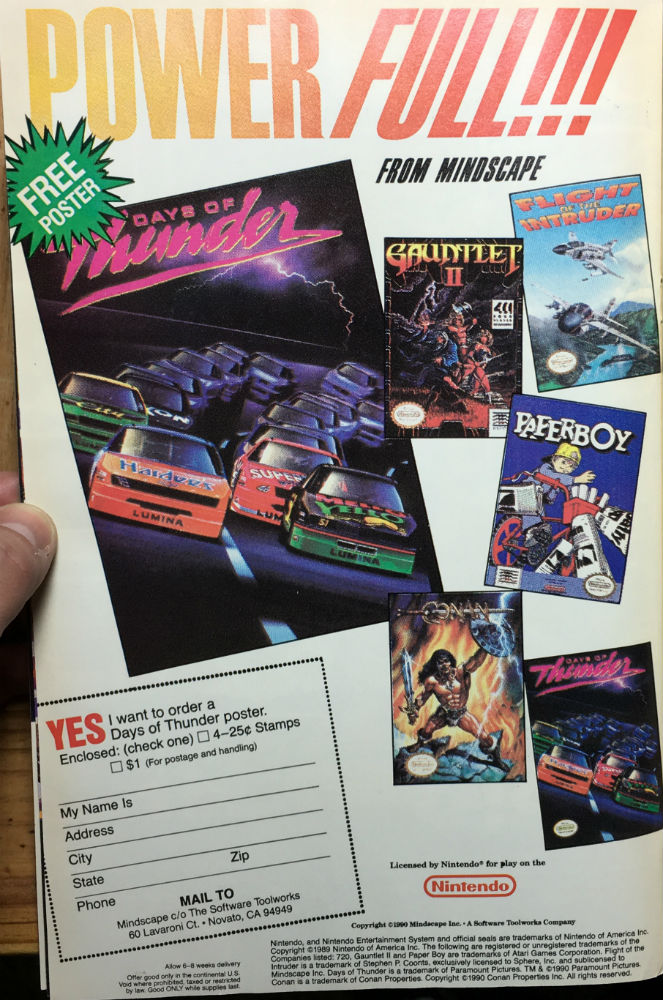 POWER FULL!!!
FROM MINDSCAPE
FREE
POSTER
DAYS OF
Thunder
FLIGHT
OF THE
INTRUDER
GAUNTLET
II
PAPERBOY
CONAN
DAYS OF
Thunder
Hardees
LUMINA
SUPER
MELLO
YELLO
51
LUMINA
YES I want to order a
Days of Thunder poster.
Enclosed: (check one) □ 4–25¢ Stamps
□ $1 (For postage and handling)
My Name Is
Address
City
Zip
State
Phone
MAIL TO
Mindscape c/o The Software Toolworks
60 Lavaroni Ct. • Novato, CA 94949
Allow 6–8 weeks delivery
Offer good only in the continental U.S.
Void where prohibited, taxed or restricted
by law. Good ONLY while supplies last.
Licensed by Nintendo® for play on the
Nintendo
Copyright ©1990 Mindscape Inc. • A Software Toolworks Company
Nintendo, and Nintendo Entertainment System and official seals are trademarks of Nintendo of America Inc.
Copyright ©1989 Nintendo of America Inc. The following are registered or unregistered trademarks of the
Companies listed: 720, Gauntlet II and Paper Boy are trademarks of Atari Games Corporation. Flight of the
Intruder is a trademark of Stephen P. Coonts, exclusively licensed to Sphere, Inc. and sublicensed to
Mindscape Inc. Days of Thunder is a trademark of Paramount Pictures. TM & ©1990 Paramount Pictures.
Conan is a trademark of Conan Properties. Copyright ©1990 Conan Properties Inc. All rights reserved.